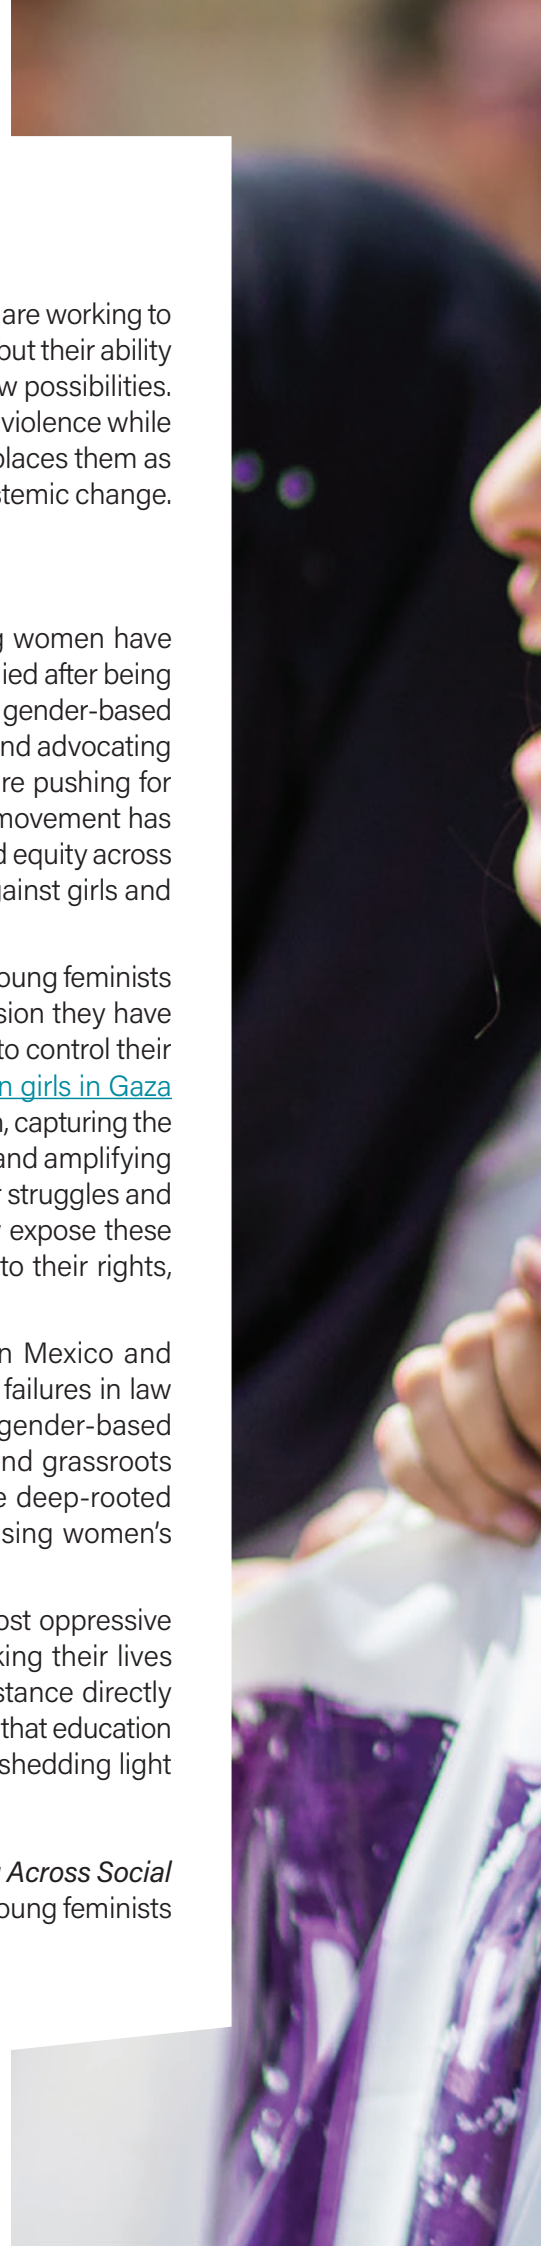 are working to
but their ability
w possibilities.
violence while
places them as
stemic change.
g women have
ied after being
gender-based
nd advocating
re pushing for
movement has
d equity across
gainst girls and
oung feminists
sion they have
to control their
n girls in Gaza
, capturing the
and amplifying
struggles and
expose these
to their rights,
n Mexico and
failures in law
gender-based
nd grassroots
e deep-rooted
sing women's
ost oppressive
king their lives
stance directly
that education
shedding light
Across Social
oung feminists